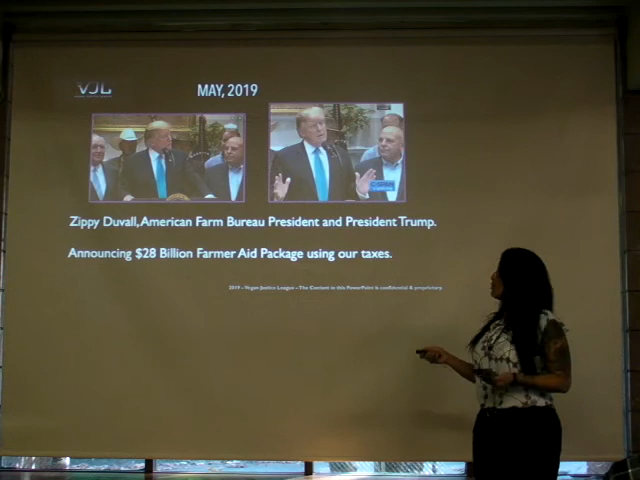 VJL
MAY, 2019
Zippy Duvall, American Farm Bureau President and President Trump.
Announcing $28 Billion Farmer Aid Package using our taxes.
2019 - Vegan Justice League - The Content in this PowerPoint is confidential & proprietary